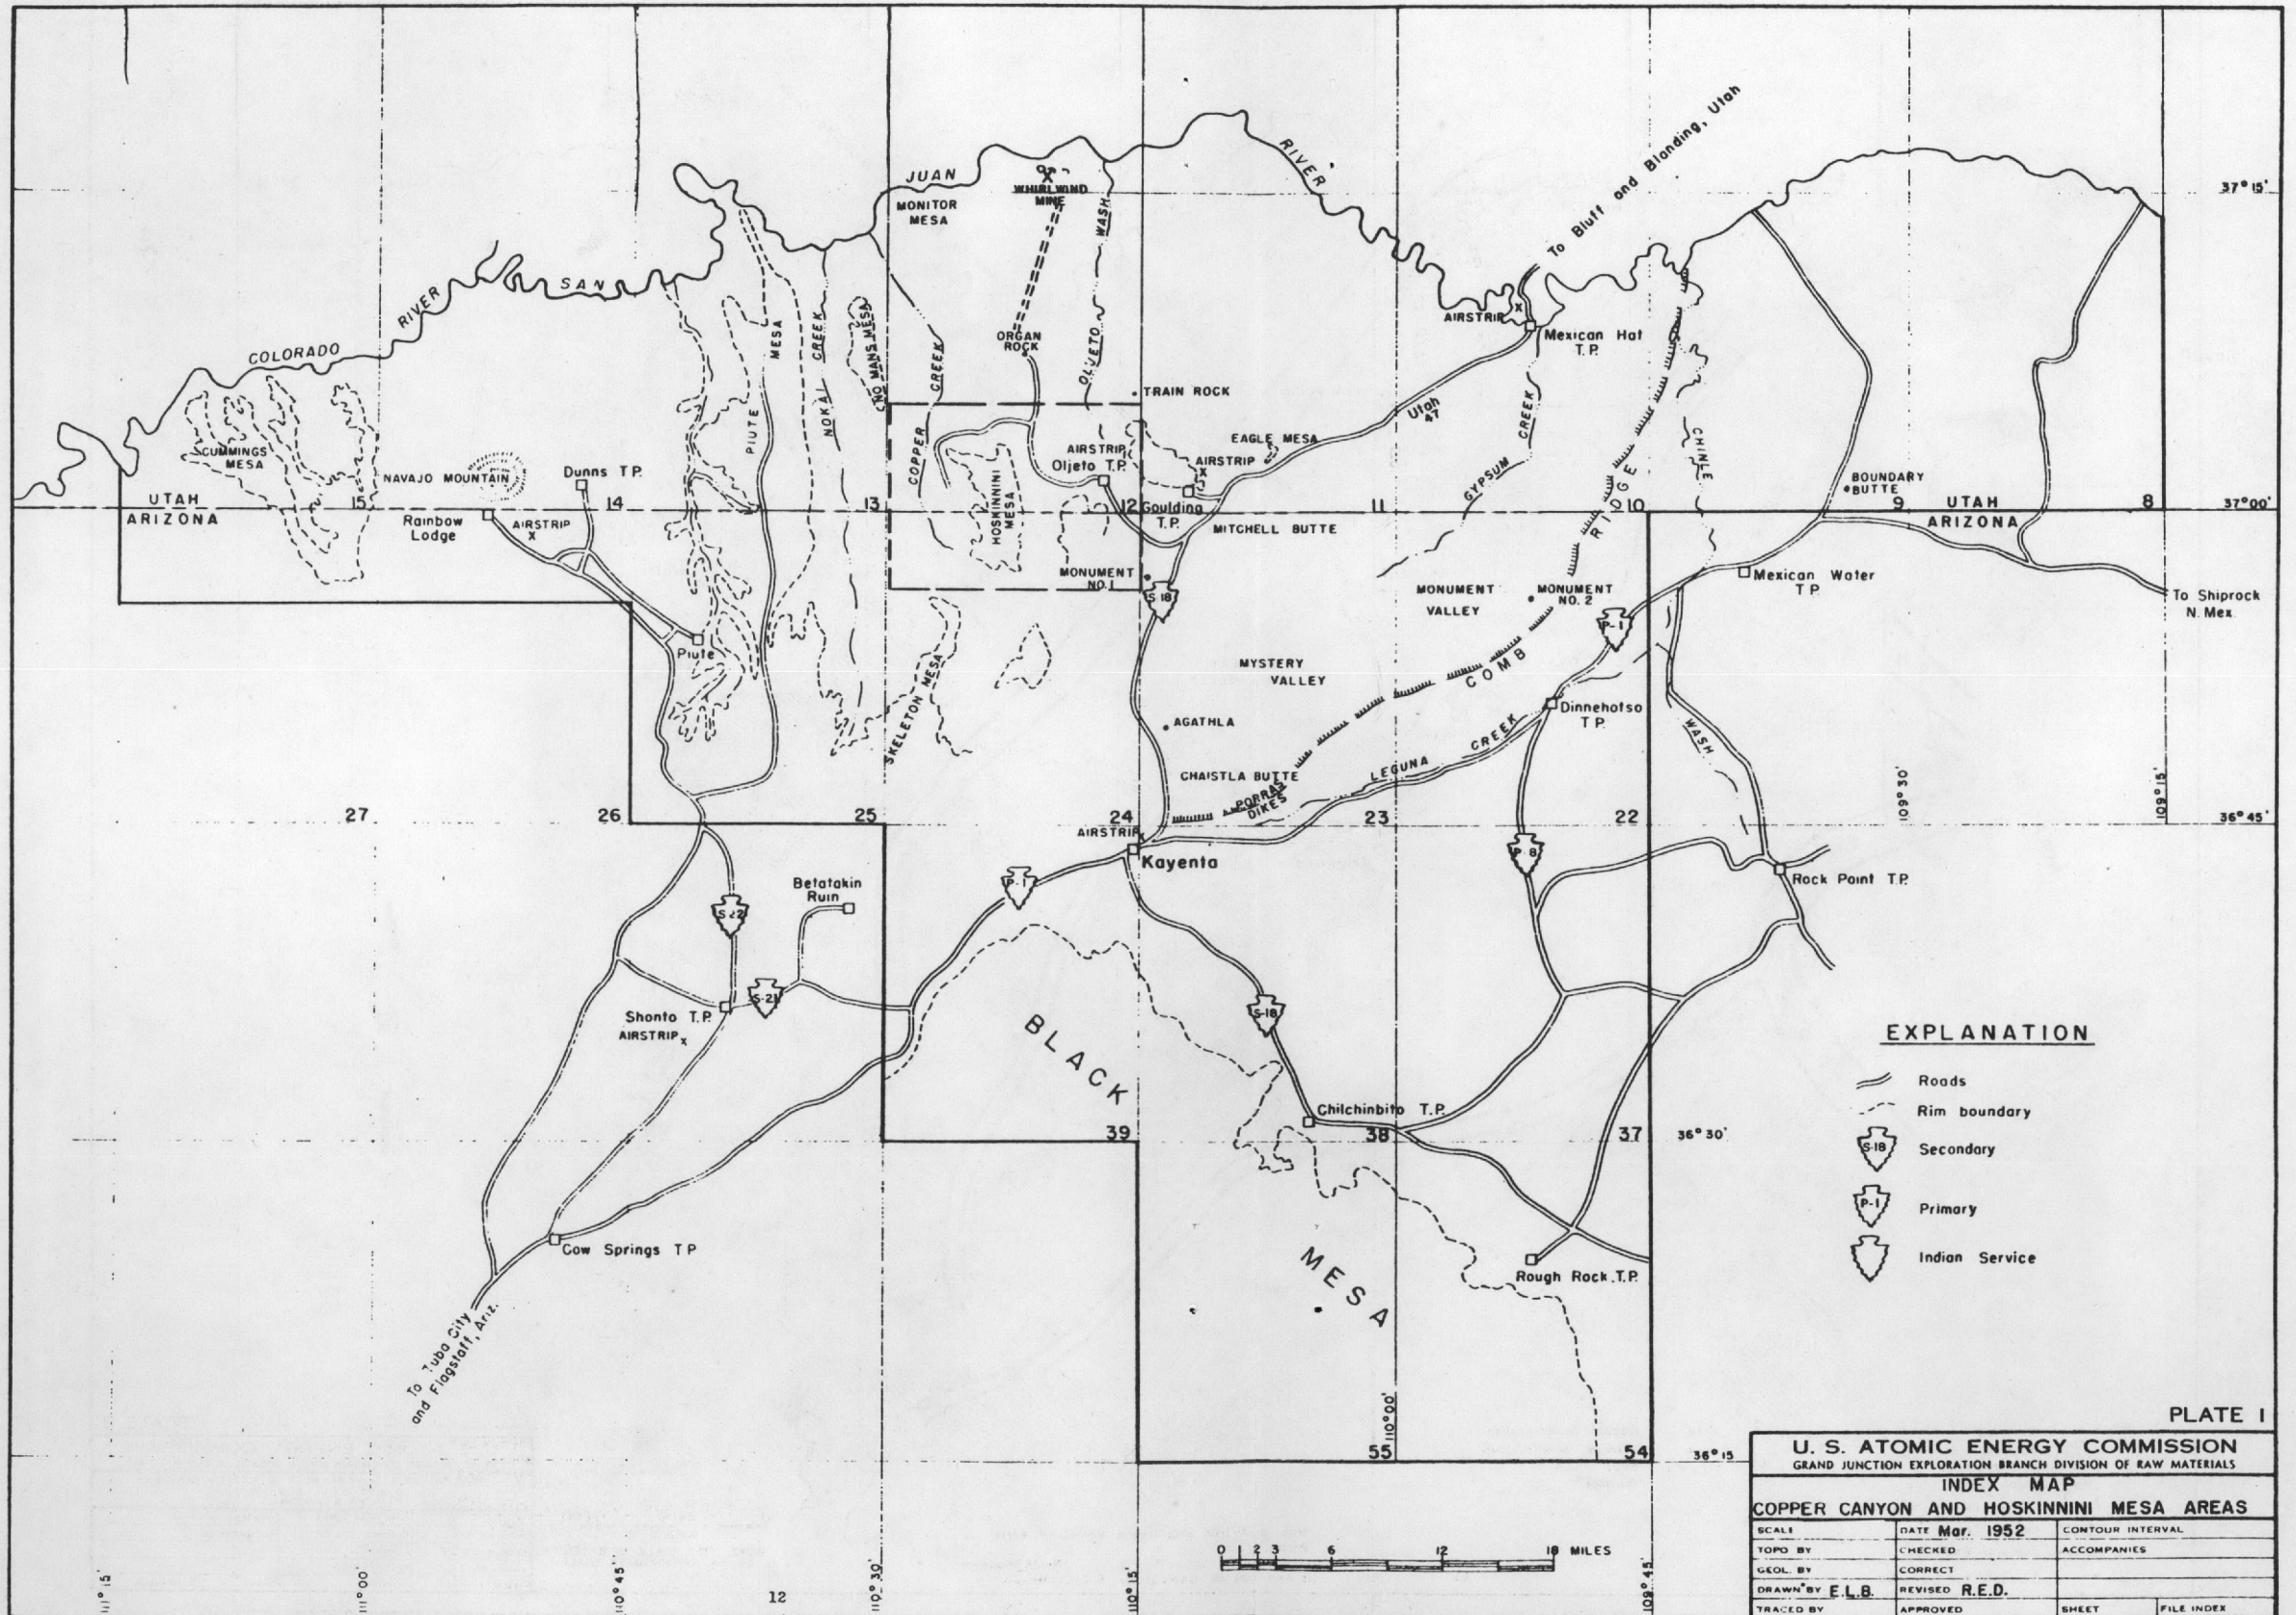 To Bluff and Blanding, Utah
RIVER
JUAN
WHIRLWIND
MINE
MONITOR
MESA
WASH
37° 15'
SAN
RIVER
COLORADO
AIRSTRIP
Mexican Hat
T.P.
ORGAN
ROCK
OLJETO
MESA
CREEK
NO MANS MESA
CREEK
TRAIN ROCK
Utah
47
CREEK
PIUTE
NOKAI
COPPER
EAGLE MESA
CHINLE
CUMMINGS
MESA
NAVAJO MOUNTAIN
Dunns T.P.
AIRSTRIP
Oljeto T.P.
AIRSTRIP
HOSKINNINI
MESA
GYPSUM
RIDGE
BOUNDARY
BUTTE
UTAH
15
14
13
12
Goulding
T.P.
11
10
9
UTAH
8
37° 00'
ARIZONA
ARIZONA
Rainbow
Lodge
AIRSTRIP
MITCHELL BUTTE
MONUMENT
NO. 1
S 18
MONUMENT
VALLEY
MONUMENT
NO. 2
Mexican Water
T.P.
To Shiprock
N. Mex.
P-1
Piute
SKELETON MESA
MYSTERY
VALLEY
COMB
Dinnehotso
T.P.
AGATHLA
CREEK
WASH
CHAISTLA BUTTE
LEGUNA
PORRAS
DIKES
109° 30'
109° 15'
27
26
25
24
23
22
36° 45'
AIRSTRIP
Kayenta
P-8
Rock Point T.P.
Betatakin
Ruin
P-1
S-22
S-21
Shonto T.P.
AIRSTRIP
S-18
BLACK
EXPLANATION
Roads
Rim boundary
S-18 Secondary
P-1 Primary
Indian Service
Chilchinbito T.P.
39
38
37
36° 30'
Cow Springs T P
MESA
Rough Rock T.P.
To Tuba City
and Flagstaff, Ariz.
110° 00'
55
54
36° 15
PLATE 1
U. S. ATOMIC ENERGY COMMISSION
GRAND JUNCTION EXPLORATION BRANCH DIVISION OF RAW MATERIALS
INDEX MAP
COPPER CANYON AND HOSKINNINI MESA AREAS
SCALE
DATE Mar. 1952
CONTOUR INTERVAL
TOPO BY
CHECKED
ACCOMPANIES
GEOL. BY
CORRECT
DRAWN BY E.L.B.
REVISED R.E.D.
TRACED BY
APPROVED
SHEET
FILE INDEX
0 1 2 3 6 12 18 MILES
111° 15'
111° 00'
110° 45'
12
110° 30'
110° 15'
109° 45'